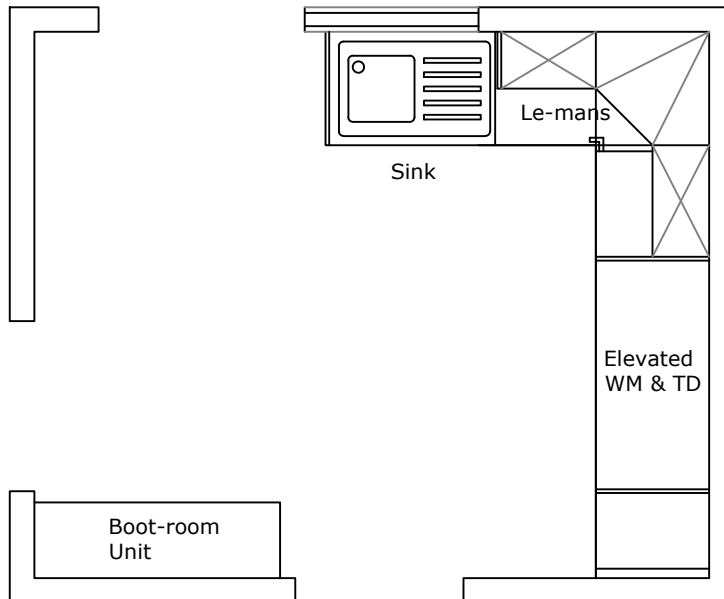 Le-mans
Sink
Elevated
WM & TD
Boot-room
Unit